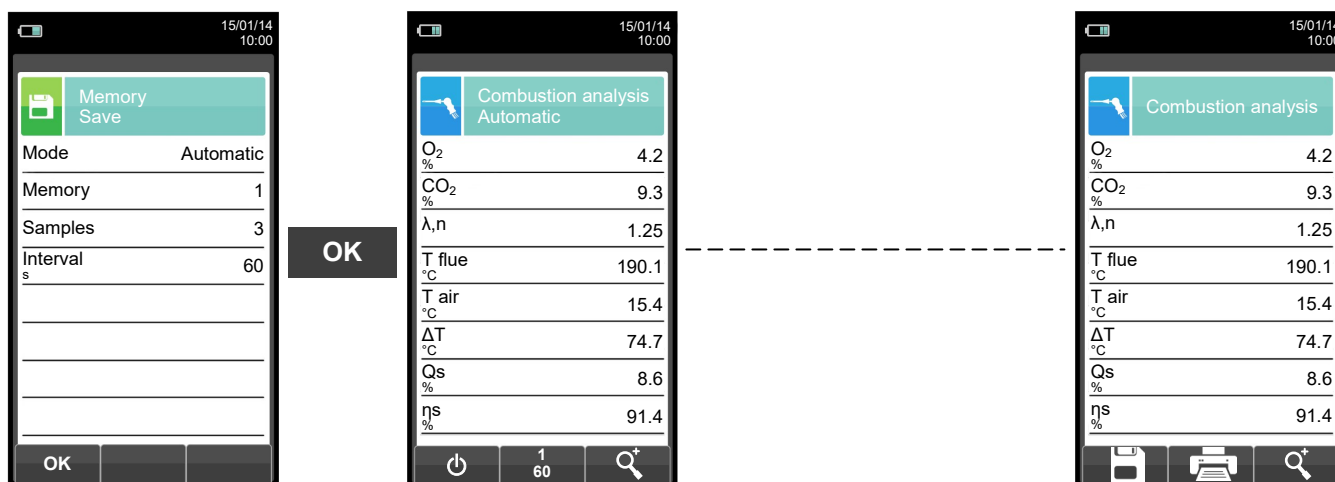 15/01/14
10:00
Memory
Save
Mode Automatic
Memory 1
Samples 3
Interval 60
s
OK
OK
15/01/14
10:00
Combustion analysis
Automatic
O2 4.2
%
CO2 9.3
%
λ,n 1.25
T flue 190.1
°C
T air 15.4
°C
ΔT 74.7
°C
Qs 8.6
%
ηs 91.4
%
1
60
15/01/14
10:00
Combustion analysis
O2 4.2
%
CO2 9.3
%
λ,n 1.25
T flue 190.1
°C
T air 15.4
°C
ΔT 74.7
°C
Qs 8.6
%
ηs 91.4
%